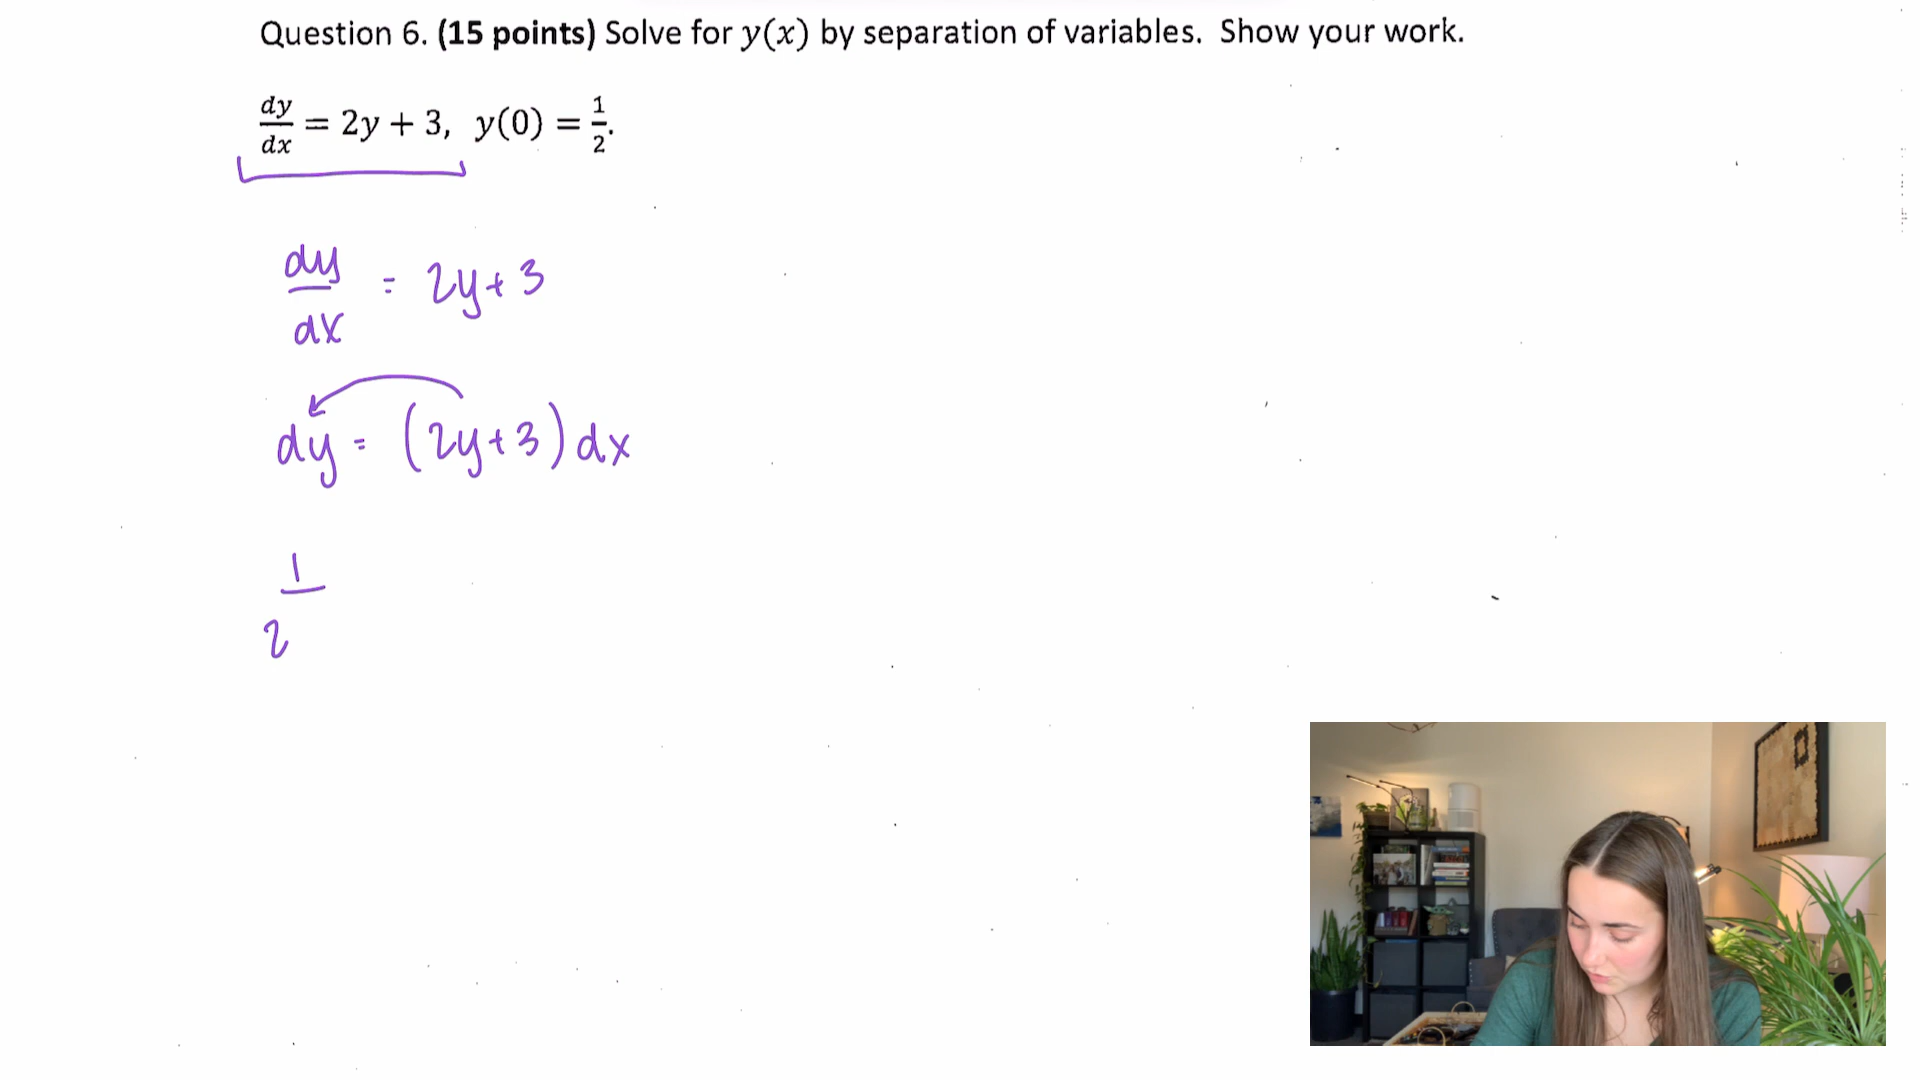 Question 6. (15 points) Solve for y(x) by separation of variables. Show your work.
dy/dx = 2y + 3, y(0) = 1/2.
dy/dx = 2y+3
dy = (2y+3)dx
1
2